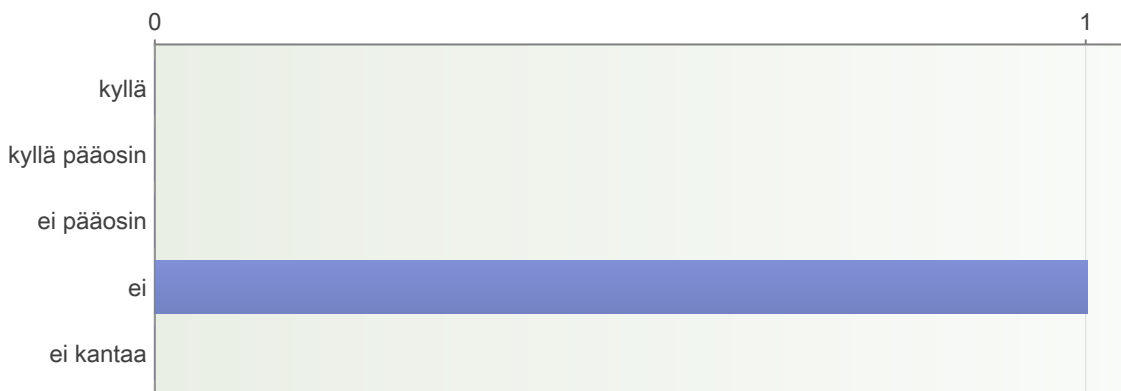 0 1
kyllä
kyllä pääosin
ei pääosin
ei
ei kantaa